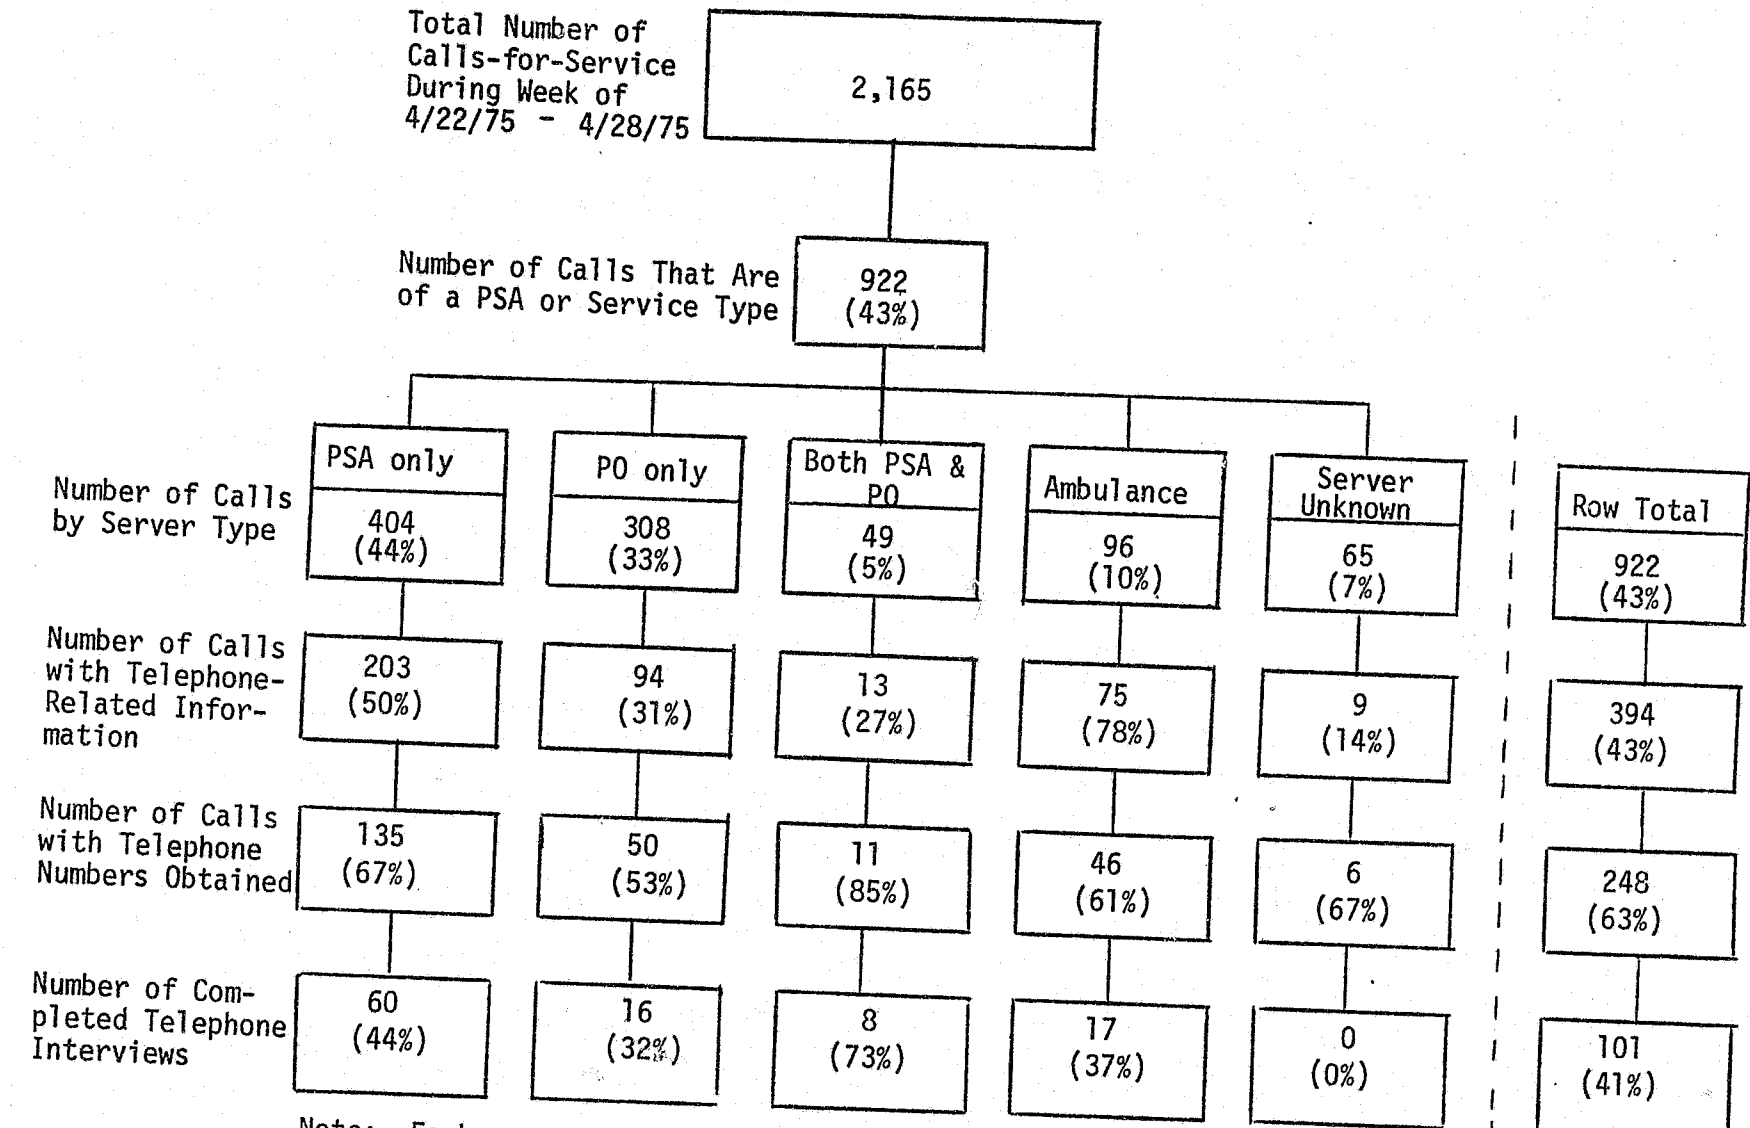 Total Number of
Calls-for-Service
During Week of
4/22/75 - 4/28/75
2,165
Number of Calls That Are
of a PSA or Service Type
922
(43%)
PSA only
PO only
Both PSA &
PO
Ambulance
Server
Unknown
Row Total
Number of Calls
by Server Type
404
(44%)
308
(33%)
49
(5%)
96
(10%)
65
(7%)
922
(43%)
Number of Calls
with Telephone-
Related Infor-
mation
203
(50%)
94
(31%)
13
(27%)
75
(78%)
9
(14%)
394
(43%)
Number of Calls
with Telephone
Numbers Obtained
135
(67%)
50
(53%)
11
(85%)
46
(61%)
6
(67%)
248
(63%)
Number of Com-
pleted Telephone
Interviews
60
(44%)
16
(32%)
8
(73%)
17
(37%)
0
(0%)
101
(41%)